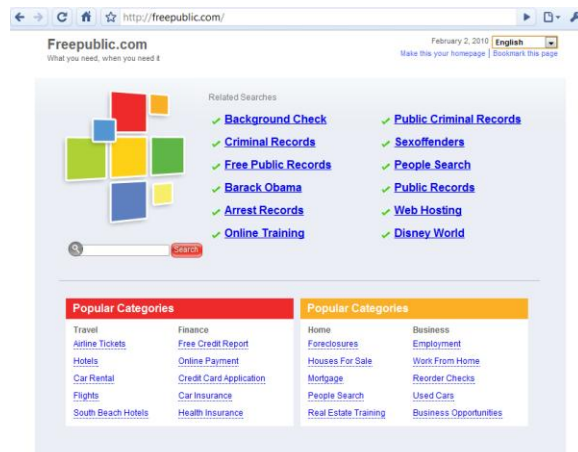 http://freepublic.com/
Freepublic.com
What you need, when you need it
February 2, 2010 English
Make this your homepage | Bookmark this page
Related Searches
Background Check
Public Criminal Records
Criminal Records
Sexoffenders
Free Public Records
People Search
Barack Obama
Public Records
Arrest Records
Web Hosting
Online Training
Disney World
Search
Popular Categories
Travel Finance
Airline Tickets Free Credit Report
Hotels Online Payment
Car Rental Credit Card Application
Flights Car Insurance
South Beach Hotels Health Insurance
Popular Categories
Home Business
Foreclosures Employment
Houses For Sale Work From Home
Mortgage Reorder Checks
People Search Used Cars
Real Estate Training Business Opportunities